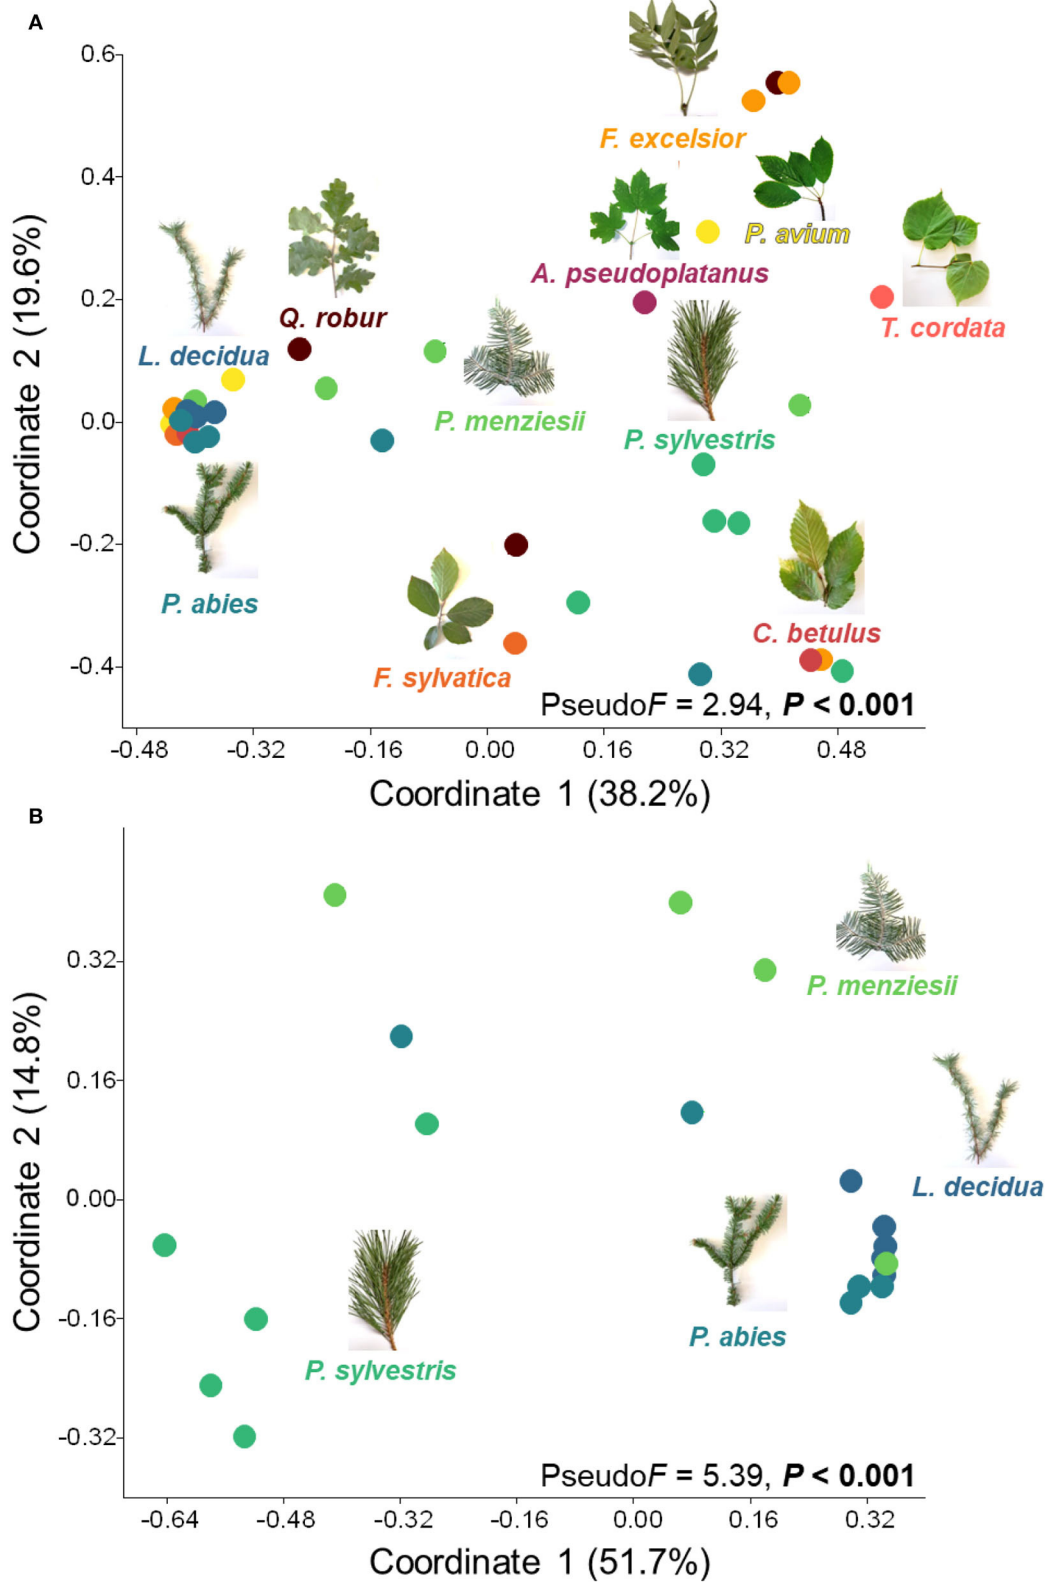 A
0.6
F. excelsior
0.4
P. avium
A. pseudoplatanus
0.2
Q. robur
T. cordata
L. decidua
P. menziesii
0.0
P. sylvestris
Coordinate 2 (19.6%)
-0.2
P. abies
C. betulus
-0.4
F. sylvatica
PseudoF = 2.94, P < 0.001
-0.48 -0.32 -0.16 0.00 0.16 0.32 0.48
Coordinate 1 (38.2%)
B
0.32
P. menziesii
0.16
L. decidua
0.00
Coordinate 2 (14.8%)
-0.16
P. abies
P. sylvestris
-0.32
PseudoF = 5.39, P < 0.001
-0.64 -0.48 -0.32 -0.16 0.00 0.16 0.32
Coordinate 1 (51.7%)